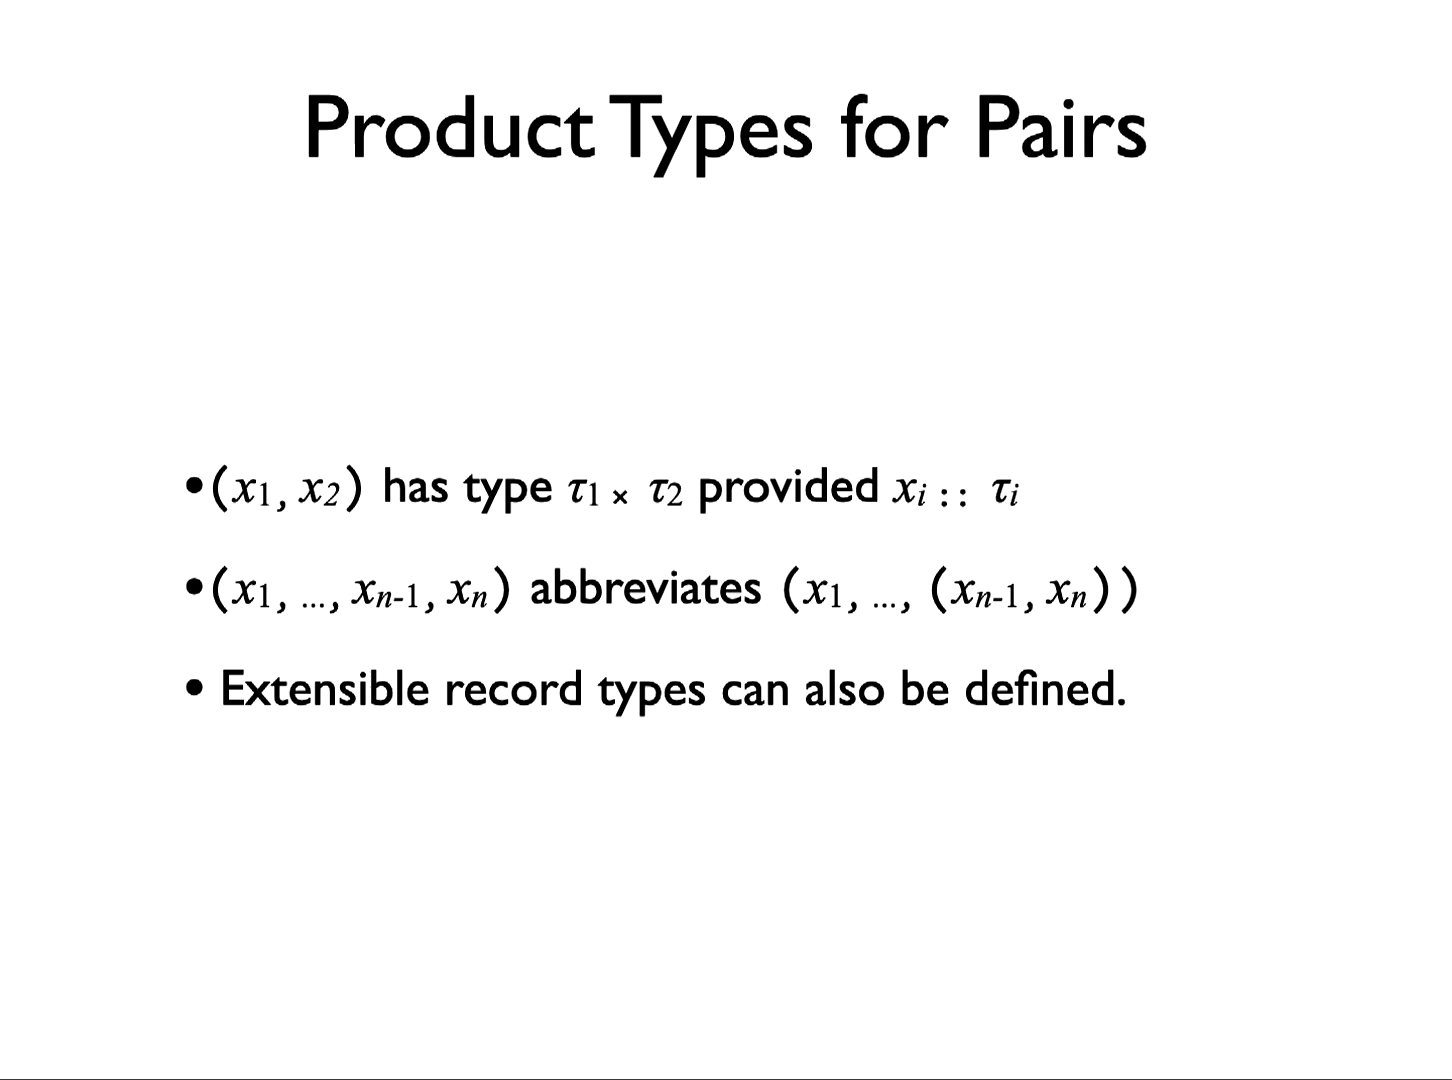 Product Types for Pairs
•(x₁, x₂) has type τ₁ × τ₂ provided xᵢ :: τᵢ
•(x₁, ..., xₙ₋₁, xₙ) abbreviates (x₁, ..., (xₙ₋₁, xₙ))
• Extensible record types can also be defined.